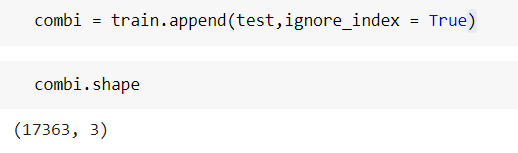 combi = train.append(test,ignore_index = True)
combi.shape
(17363, 3)